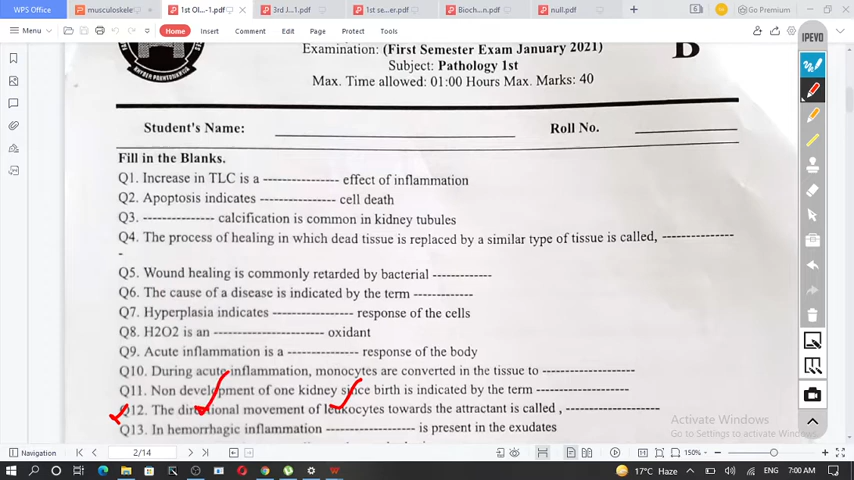 WPS Office
musculoskele
1st Ol...-1.pdf
3rd J...1.pdf
1st se...er.pdf
Bioch...n.pdf
null.pdf
6
Go Premium
Menu
Home
Insert
Comment
Edit
Page
Protect
Tools
IPEVO
Examination: (First Semester Exam January 2021)
B
Subject: Pathology 1st
Max. Time allowed: 01:00 Hours Max. Marks: 40
Student's Name: Roll No.
Fill in the Blanks.
Q1. Increase in TLC is a --------------- effect of inflammation
Q2. Apoptosis indicates --------------- cell death
Q3. -------------- calcification is common in kidney tubules
Q4. The process of healing in which dead tissue is replaced by a similar type of tissue is called, --------------
-
Q5. Wound healing is commonly retarded by bacterial ------------
Q6. The cause of a disease is indicated by the term ------------
Q7. Hyperplasia indicates ---------------- response of the cells
Q8. H2O2 is an ---------------------- oxidant
Q9. Acute inflammation is a -------------- response of the body
Q10. During acute inflammation, monocytes are converted in the tissue to ------------------
Q11. Non development of one kidney since birth is indicated by the term ------------------
Q12. The directional movement of leukocytes towards the attractant is called , ------------------
Q13. In hemorrhagic inflammation ------------------ is present in the exudates
Activate Windows
Go to Settings to activate Windows.
Navigation
2/14
150%
17°C Haze
ENG
7:00 AM